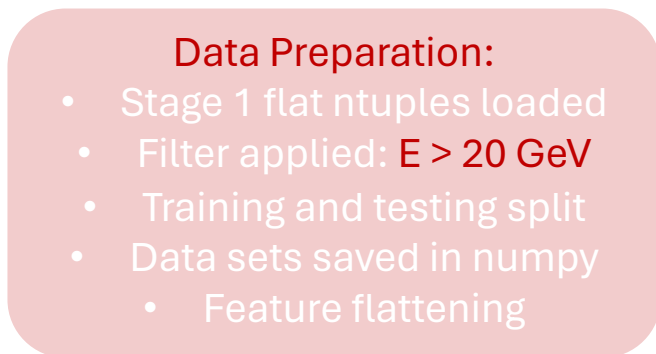 Data Preparation:
• Stage 1 flat ntuples loaded
• Filter applied: E > 20 GeV
• Training and testing split
• Data sets saved in numpy
• Feature flattening